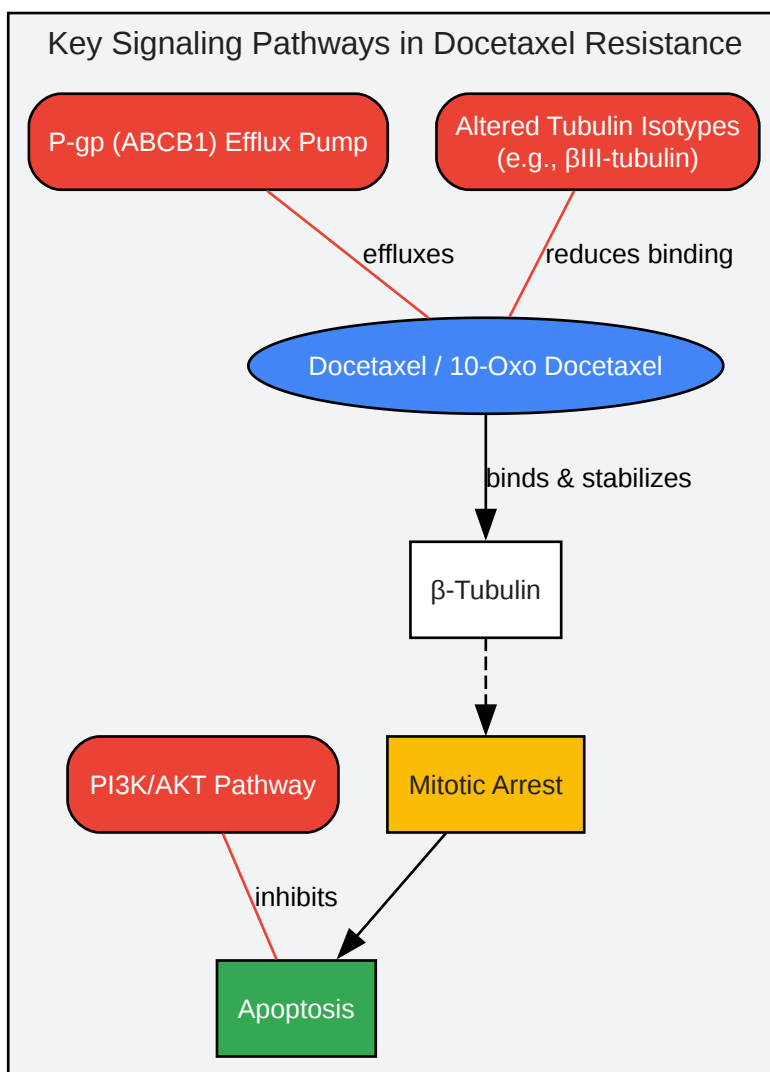 Key Signaling Pathways in Docetaxel Resistance
P-gp (ABCB1) Efflux Pump
Altered Tubulin Isotypes
(e.g., βIII-tubulin)
effluxes
reduces binding
Docetaxel / 10-Oxo Docetaxel
binds & stabilizes
β-Tubulin
PI3K/AKT Pathway
Mitotic Arrest
inhibits
Apoptosis